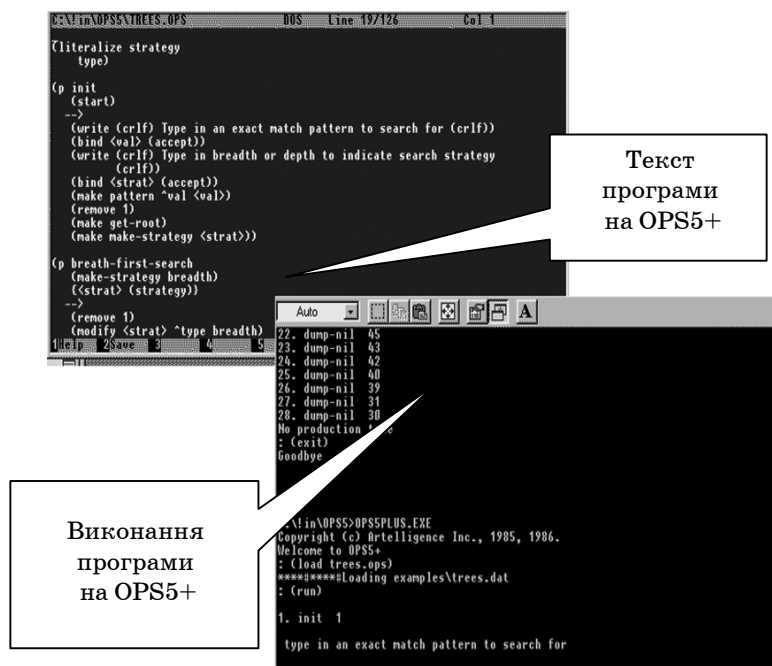 C:\!in\OPS5\TREES.OPS DOS Line 19/126 Col 1
(literalize strategy
type)
(p init
(start)
-->
(write (crlf) Type in an exact match pattern to search for (crlf))
(bind <val> (accept))
(write (crlf) Type in breadth or depth to indicate search strategy
(crlf))
(bind <strat> (accept))
(make pattern ^val <val>)
(remove 1)
(make get-root)
(make make-strategy <strat>))
(p breath-first-search
(make-strategy breadth)
{<strat> (strategy)}
-->
(remove 1)
(modify <strat> ^type breadth)
1Help 2Save 3 4 5
Текст
програми
на OPS5+
Auto
A
22. dump-nil 45
23. dump-nil 43
24. dump-nil 42
25. dump-nil 40
26. dump-nil 39
27. dump-nil 31
28. dump-nil 30
No production
: (exit)
Goodbye
Виконання
програми
на OPS5+
:\!in\OPS5>OPS5PLUS.EXE
Copyright (c) Artelligence Inc., 1985, 1986.
Welcome to OPS5+
: (load trees.ops)
****#****#Loading examples\trees.dat
: (run)
1. init 1
type in an exact match pattern to search for